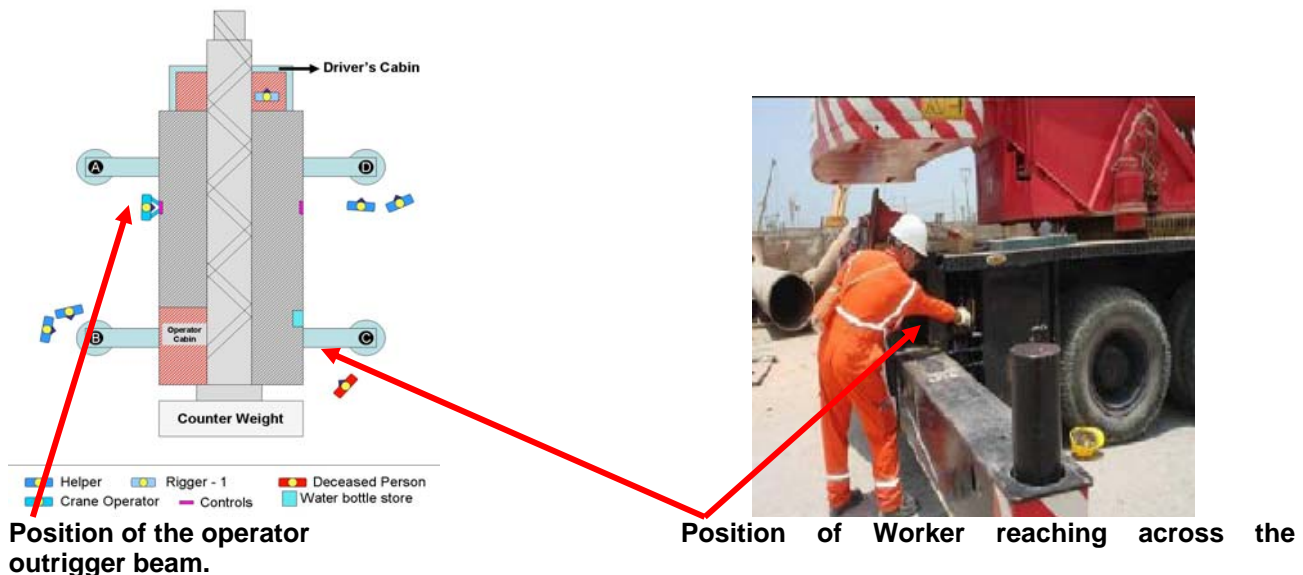 Driver's Cabin
A
D
Operator
Cabin
B
C
Counter Weight
Helper
Rigger - 1
Deceased Person
Crane Operator
Controls
Water bottle store
Position of the operator
Position of Worker reaching across the
outrigger beam.